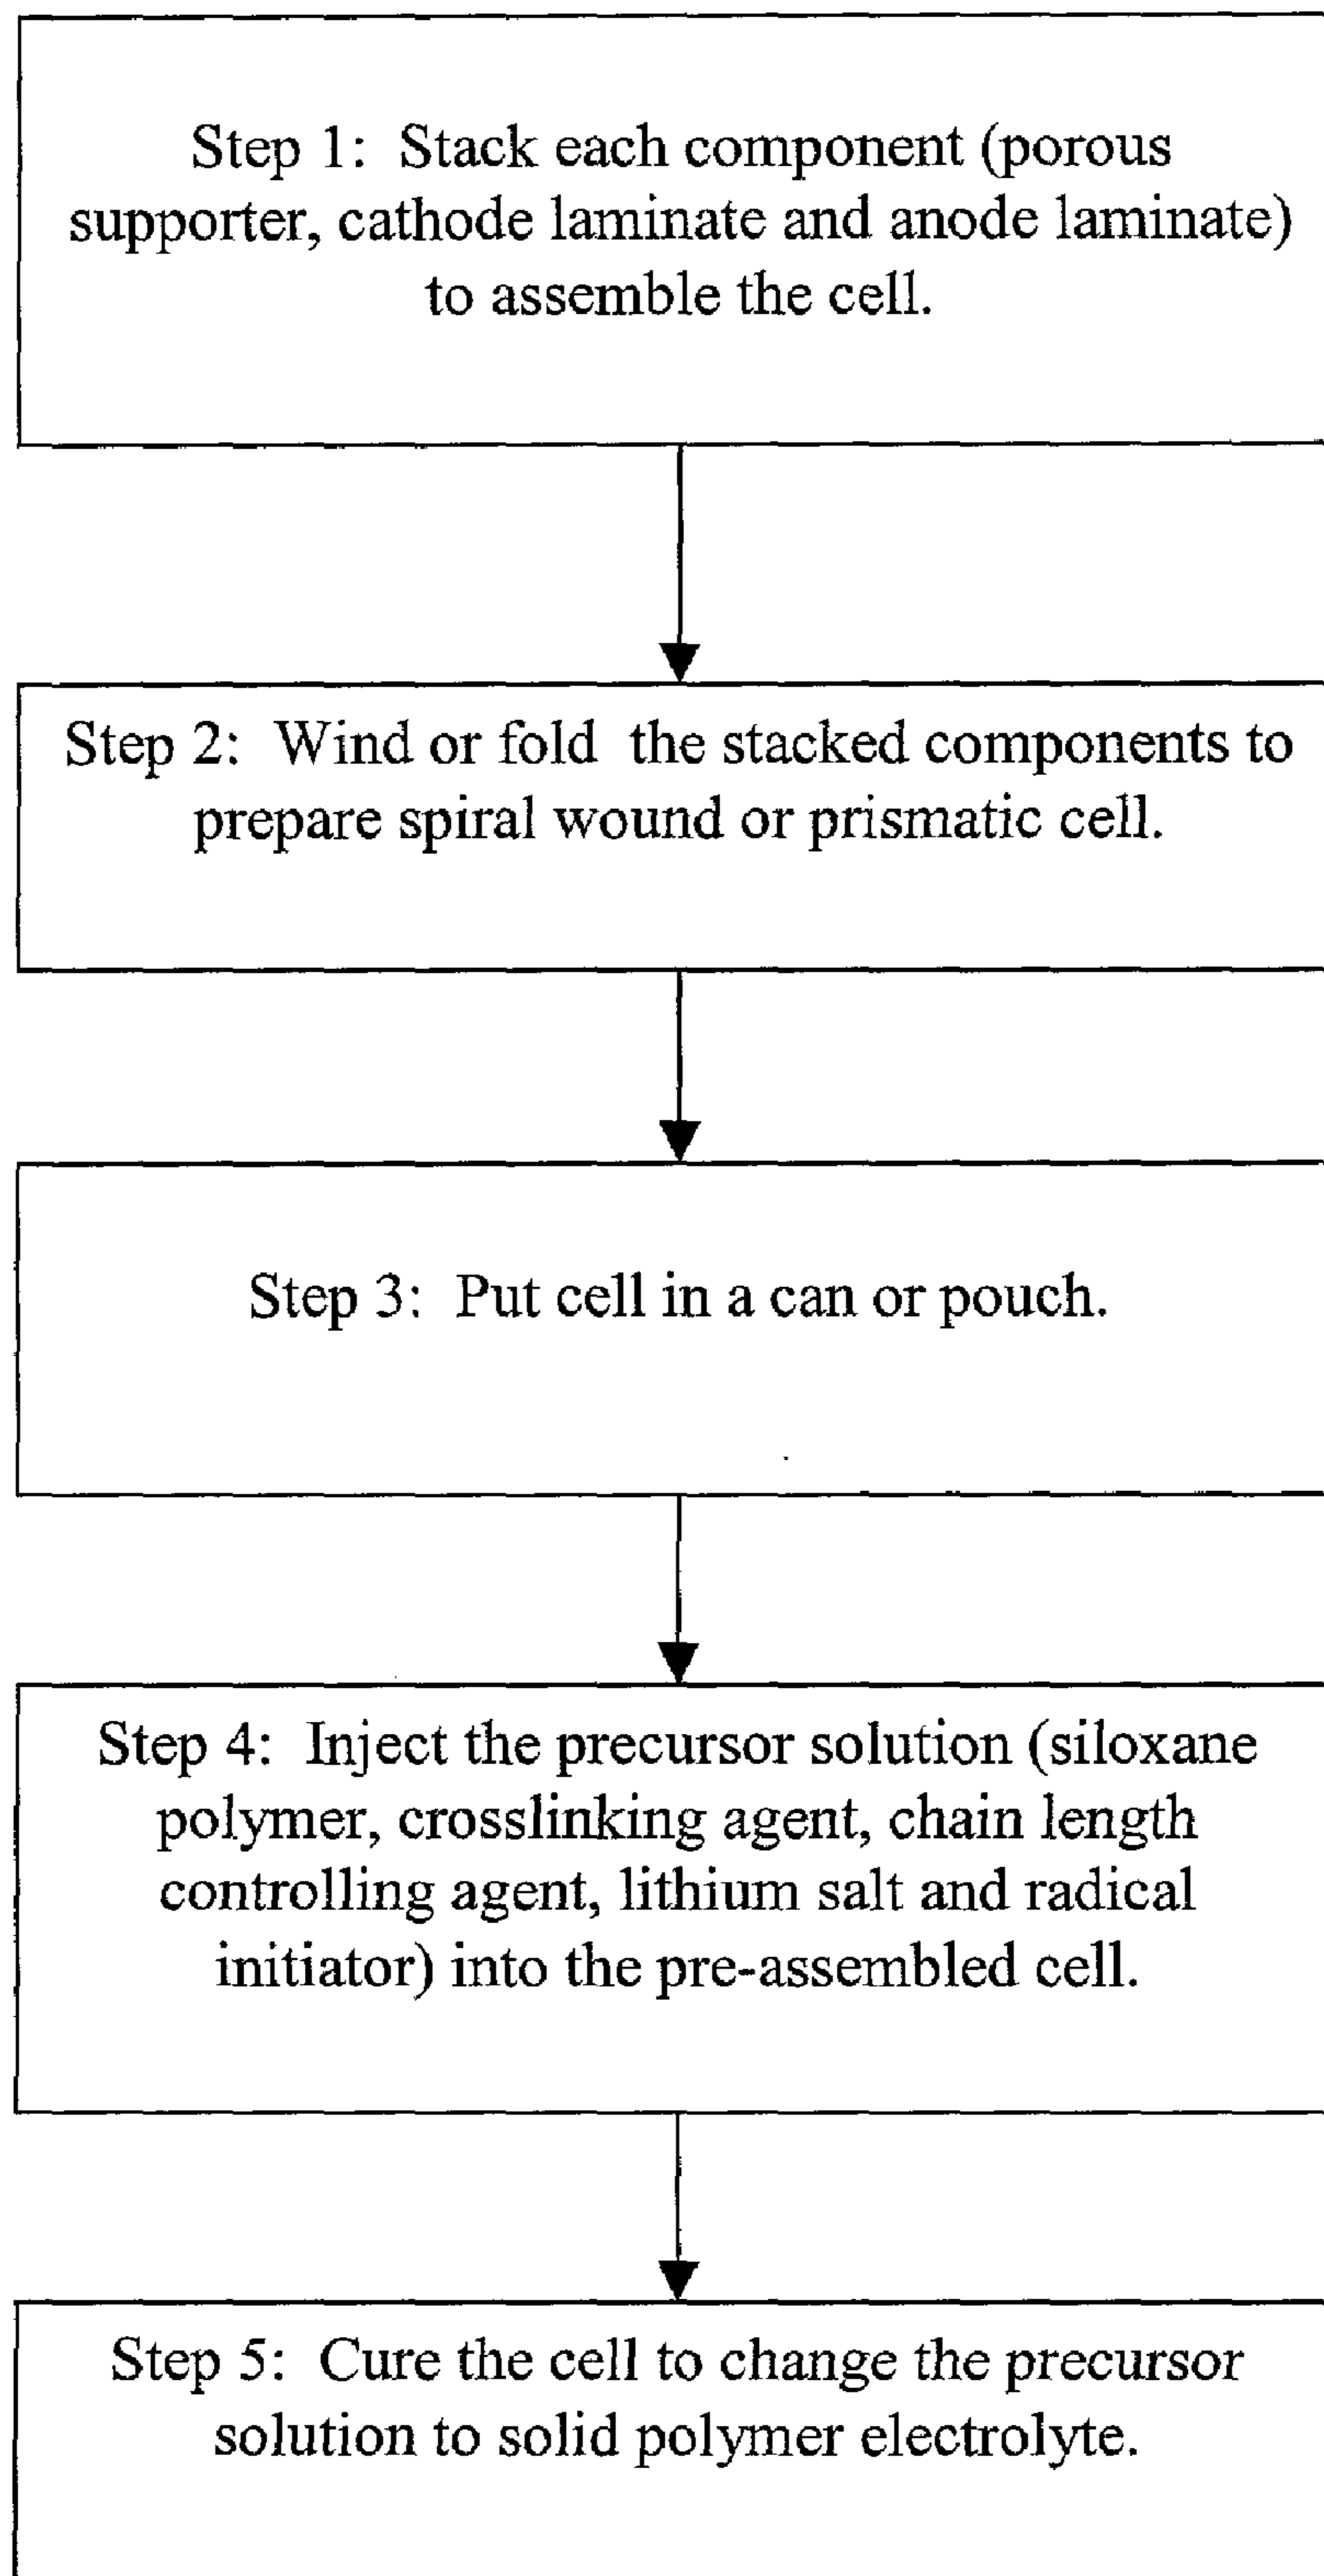 Step 1:  Stack each component (porous
supporter, cathode laminate and anode laminate)
to assemble the cell.
Step 2:  Wind or fold  the stacked components to
prepare spiral wound or prismatic cell.
Step 3:  Put cell in a can or pouch.
Step 4:  Inject the precursor solution (siloxane
polymer, crosslinking agent, chain length
controlling agent, lithium salt and radical
initiator) into the pre-assembled cell.
Step 5:  Cure the cell to change the precursor
solution to solid polymer electrolyte.